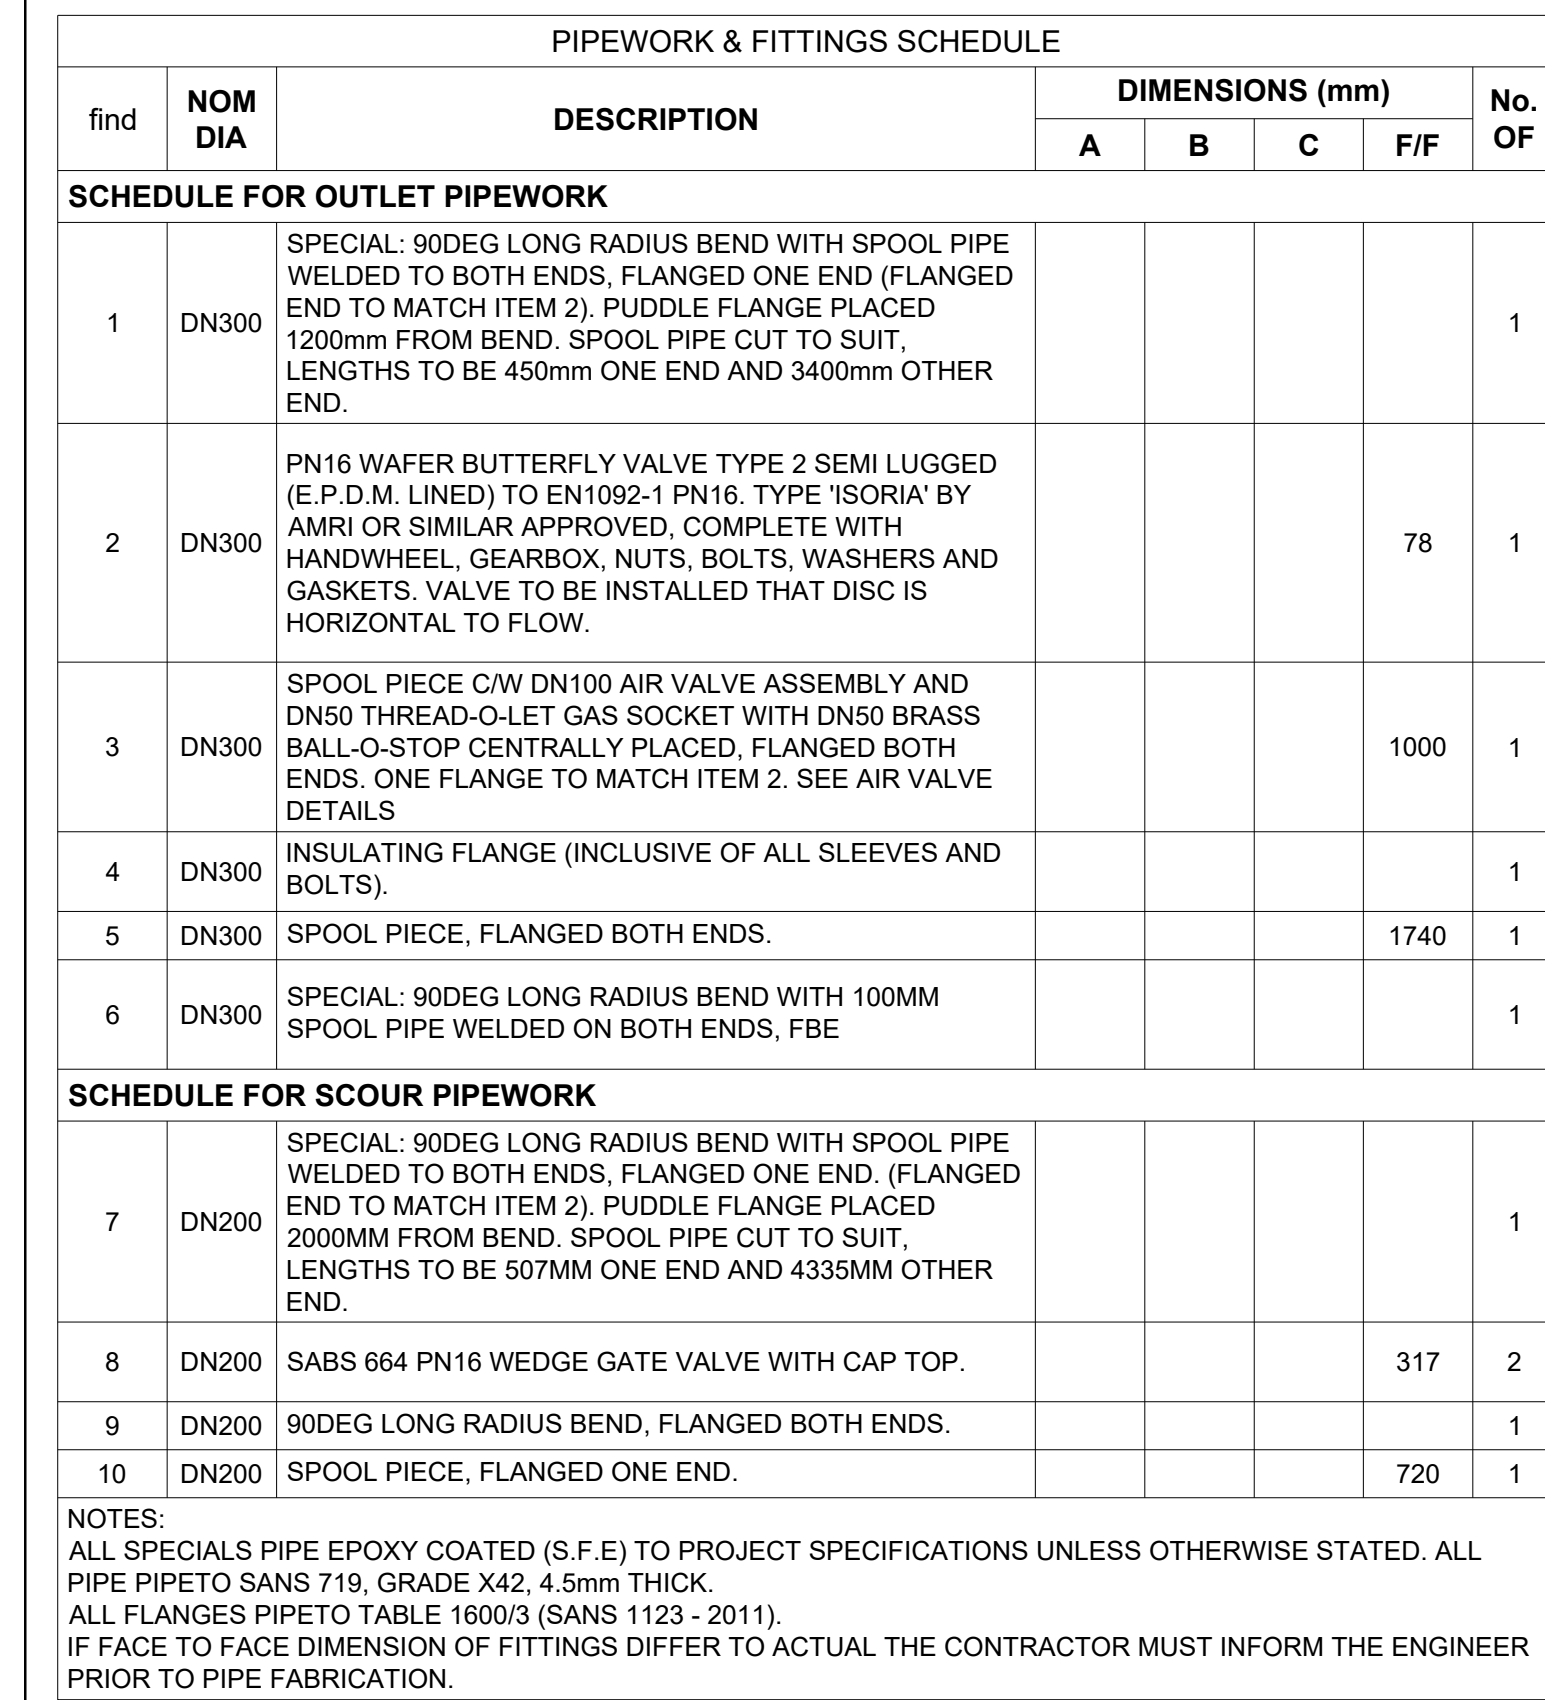 PIPEWORK & FITTINGS SCHEDULE
find
NOM
DIA
DESCRIPTION
DIMENSIONS (mm)
No.
OF
A
B
C
F/F
SCHEDULE FOR OUTLET PIPEWORK
1
DN300
SPECIAL: 90DEG LONG RADIUS BEND WITH SPOOL PIPE
WELDED TO BOTH ENDS, FLANGED ONE END (FLANGED
END TO MATCH ITEM 2). PUDDLE FLANGE PLACED
1200mm FROM BEND. SPOOL PIPE CUT TO SUIT,
LENGTHS TO BE 450mm ONE END AND 3400mm OTHER
END.
1
2
DN300
PN16 WAFER BUTTERFLY VALVE TYPE 2 SEMI LUGGED
(E.P.D.M. LINED) TO EN1092-1 PN16. TYPE 'ISORIA' BY
AMRI OR SIMILAR APPROVED, COMPLETE WITH
HANDWHEEL, GEARBOX, NUTS, BOLTS, WASHERS AND
GASKETS. VALVE TO BE INSTALLED THAT DISC IS
HORIZONTAL TO FLOW.
78
1
3
DN300
SPOOL PIECE C/W DN100 AIR VALVE ASSEMBLY AND
DN50 THREAD-O-LET GAS SOCKET WITH DN50 BRASS
BALL-O-STOP CENTRALLY PLACED, FLANGED BOTH
ENDS. ONE FLANGE TO MATCH ITEM 2. SEE AIR VALVE
DETAILS
1000
1
4
DN300
INSULATING FLANGE (INCLUSIVE OF ALL SLEEVES AND
BOLTS).
1
5
DN300
SPOOL PIECE, FLANGED BOTH ENDS.
1740
1
6
DN300
SPECIAL: 90DEG LONG RADIUS BEND WITH 100MM
SPOOL PIPE WELDED ON BOTH ENDS, FBE
1
SCHEDULE FOR SCOUR PIPEWORK
7
DN200
SPECIAL: 90DEG LONG RADIUS BEND WITH SPOOL PIPE
WELDED TO BOTH ENDS, FLANGED ONE END. (FLANGED
END TO MATCH ITEM 2). PUDDLE FLANGE PLACED
2000MM FROM BEND. SPOOL PIPE CUT TO SUIT,
LENGTHS TO BE 507MM ONE END AND 4335MM OTHER
END.
1
8
DN200
SABS 664 PN16 WEDGE GATE VALVE WITH CAP TOP.
317
2
9
DN200
90DEG LONG RADIUS BEND, FLANGED BOTH ENDS.
1
10
DN200
SPOOL PIECE, FLANGED ONE END.
720
1
NOTES:
ALL SPECIALS PIPE EPOXY COATED (S.F.E) TO PROJECT SPECIFICATIONS UNLESS OTHERWISE STATED. ALL
PIPE PIPETO SANS 719, GRADE X42, 4.5mm THICK.
ALL FLANGES PIPETO TABLE 1600/3 (SANS 1123 - 2011).
IF FACE TO FACE DIMENSION OF FITTINGS DIFFER TO ACTUAL THE CONTRACTOR MUST INFORM THE ENGINEER
PRIOR TO PIPE FABRICATION.